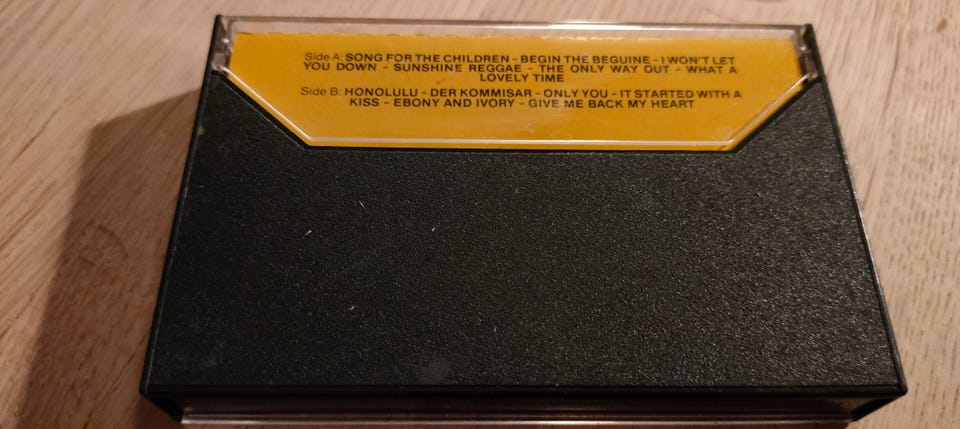 Side A: SONG FOR THE CHILDREN - BEGIN THE BEGUINE - I WON'T LET
YOU DOWN - SUNSHINE REGGAE - THE ONLY WAY OUT - WHAT A
LOVELY TIME
Side B: HONOLULU - DER KOMMISAR - ONLY YOU - IT STARTED WITH A
KISS - EBONY AND IVORY - GIVE ME BACK MY HEART